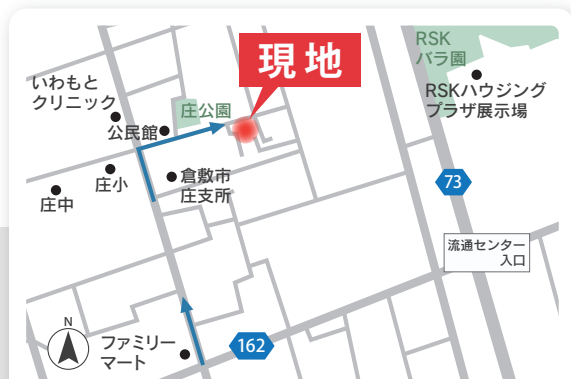 現地
RSK
バラ園
RSKハウジング
プラザ展示場
いわもと
クリニック
庄公園
公民館
庄小
倉敷市
庄支所
庄中
73
流通センター
入口
N
ファミリー
マート
162